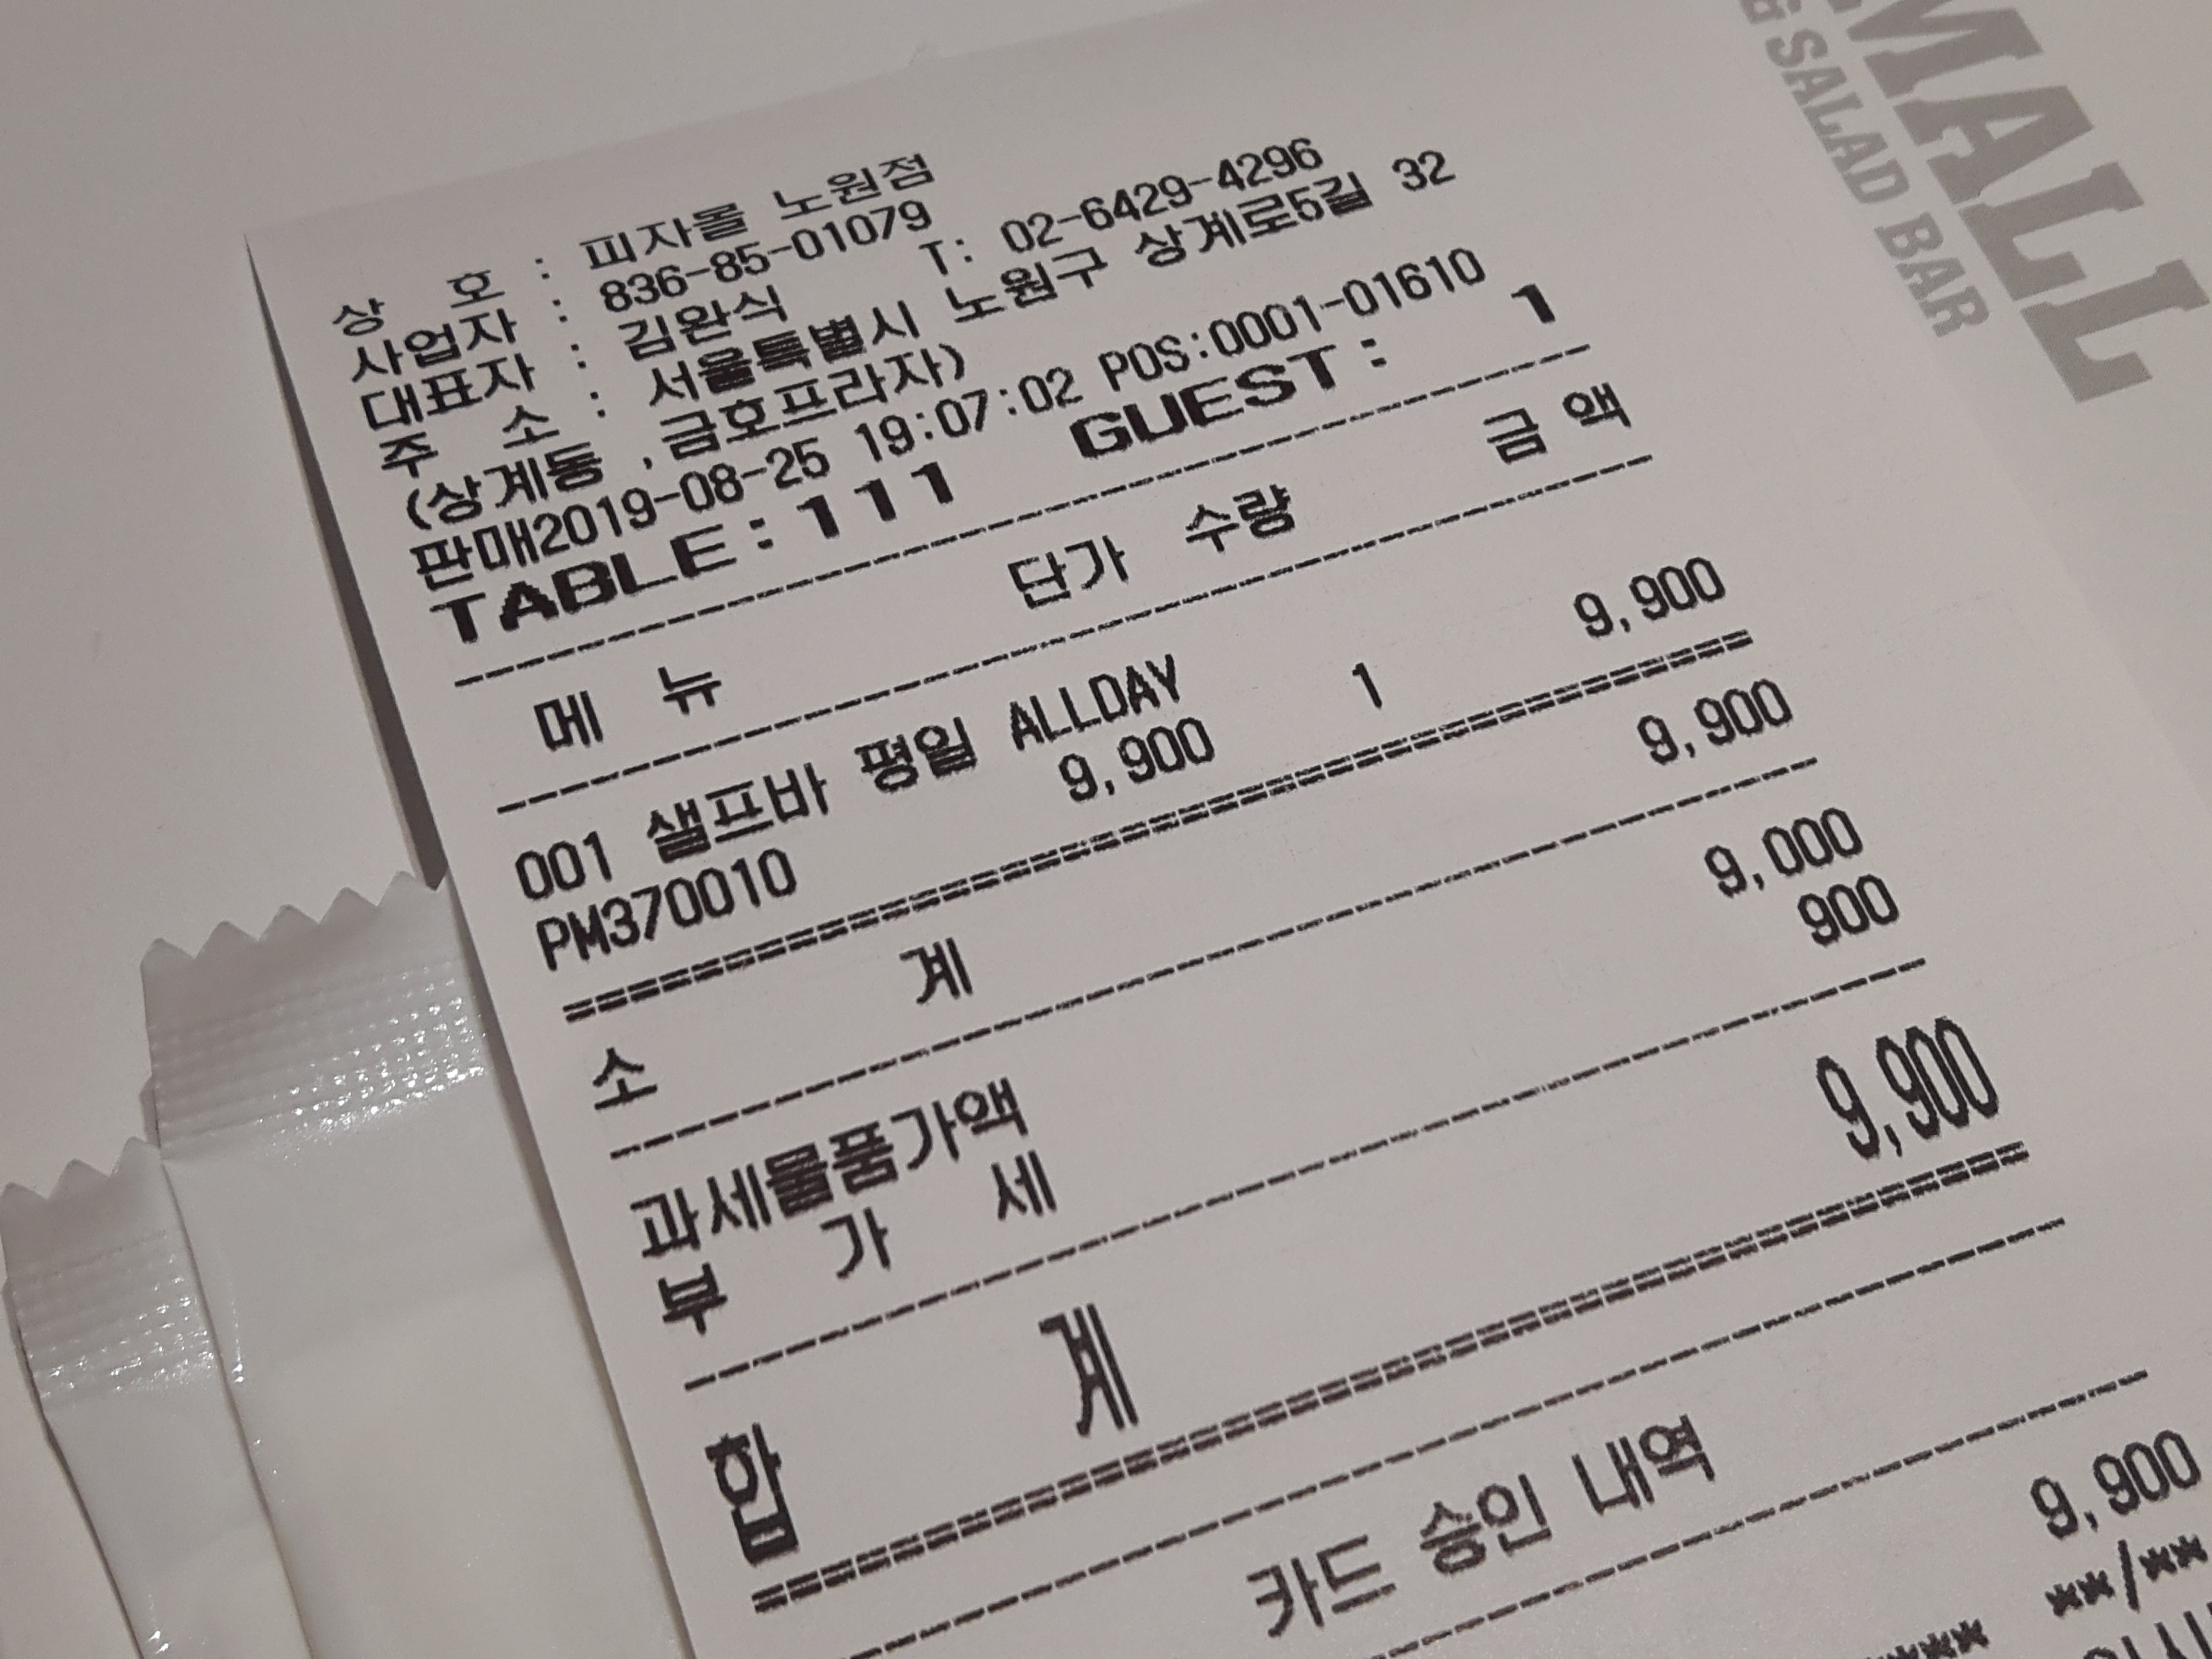 MALL
& SALAD BAR
상 호 : 피자몰 노원점
사업자 : 836-85-01079
대표자 : 김완식 T: 02-6429-4296
주 소 : 서울특별시 노원구 상계로5길 32
(상계동 ,금호프라자)
판매2019-08-25 19:07:02 POS:0001-01610
TABLE:111 GUEST: 1
메 뉴 단가 수량 금 액
001 샐프바 평일 ALLDAY
PM370010 9,900 1 9,900
소 계 9,900
과세물품가액 9,000
부 가 세 900
합 계 9,900
카드 승인 내역
9,900
**/**